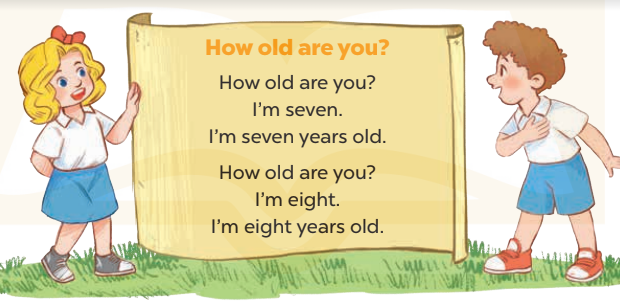 How old are you?
How old are you?
I'm seven.
I'm seven years old.
How old are you?
I'm eight.
I'm eight years old.